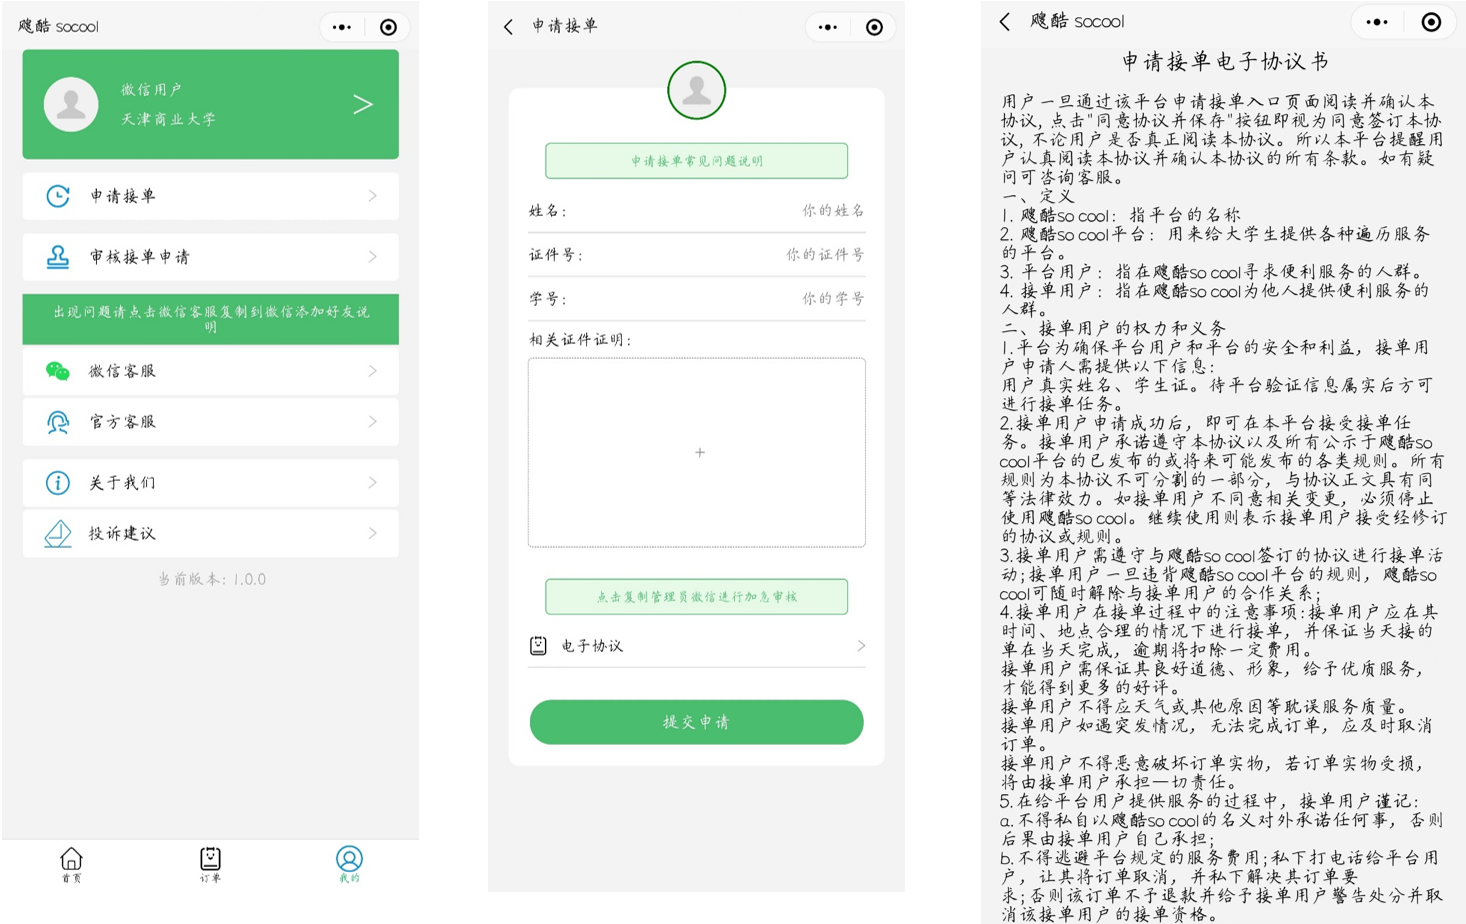 飕酷 socool
微信用户
天津商业大学
申请接单
审核接单申请
出现问题请点击微信客服复制到微信添加好友说
明
微信客服
官方客服
关于我们
投诉建议
当前版本: 1.0.0
首页
订单
我的
申请接单
申请接单常见问题说明
姓名:
你的姓名
证件号:
你的证件号
学号:
你的学号
相关证件证明:
+
点击复制管理员微信进行加急审核
电子协议
提交申请
飕酷 socool
申请接单电子协议书
用户一旦通过该平台申请接单入口页面阅读并确认本
协议, 点击"同意协议并保存"按钮即视为同意签订本协
议, 不论用户是否真正阅读本协议。所以本平台提醒用
户认真阅读本协议并确认本协议的所有条款。如有疑
问可咨询客服。
一、定义
1. 飕酷so cool: 指平台的名称
2. 飕酷so cool平台: 用来给大学生提供各种遍历服务
的平台。
3. 平台用户: 指在飕酷so cool寻求便利服务的人群。
4. 接单用户: 指在飕酷so cool为他人提供便利服务的
人群。
二、接单用户的权力和义务
1.平台为确保平台用户和平台的安全和利益, 接单用
户申请人需提供以下信息:
用户真实姓名、学生证。待平台验证信息属实后方可
进行接单任务。
2.接单用户申请成功后, 即可在本平台接受接单任
务。接单用户承诺遵守本协议以及所有公示于飕酷so
cool平台的已发布的或将来可能发布的各类规则。所有
规则为本协议不可分割的一部分, 与协议正文具有同
等法律效力。如接单用户不同意相关变更, 必须停止
使用飕酷so cool。继续使用则表示接单用户接受经修订
的协议或规则。
3.接单用户需遵守与飕酷so cool签订的协议进行接单活
动;接单用户一旦违背飕酷so cool平台的规则, 飕酷so
cool可随时解除与接单用户的合作关系;
4.接单用户在接单过程中的注意事项:接单用户应在其
时间、地点合理的情况下进行接单, 并保证当天接的
单在当天完成, 逾期将扣除一定费用。
接单用户需保证其良好道德、形象, 给予优质服务,
才能得到更多的好评。
接单用户不得应天气或其他原因等耽误服务质量。
接单用户如遇突发情况, 无法完成订单, 应及时取消
订单。
接单用户不得恶意破坏订单实物, 若订单实物受损,
将由接单用户承担一切责任。
5.在给平台用户提供服务的过程中, 接单用户谨记:
a.不得私自以飕酷so cool的名义对外承诺任何事, 否则
后果由接单用户自己承担;
b.不得逃避平台规定的服务费用;私下打电话给平台用
户, 让其将订单取消, 并私下解决其订单要
求;否则该订单不予退款并给予接单用户警告处分并取
消该接单用户的接单资格。